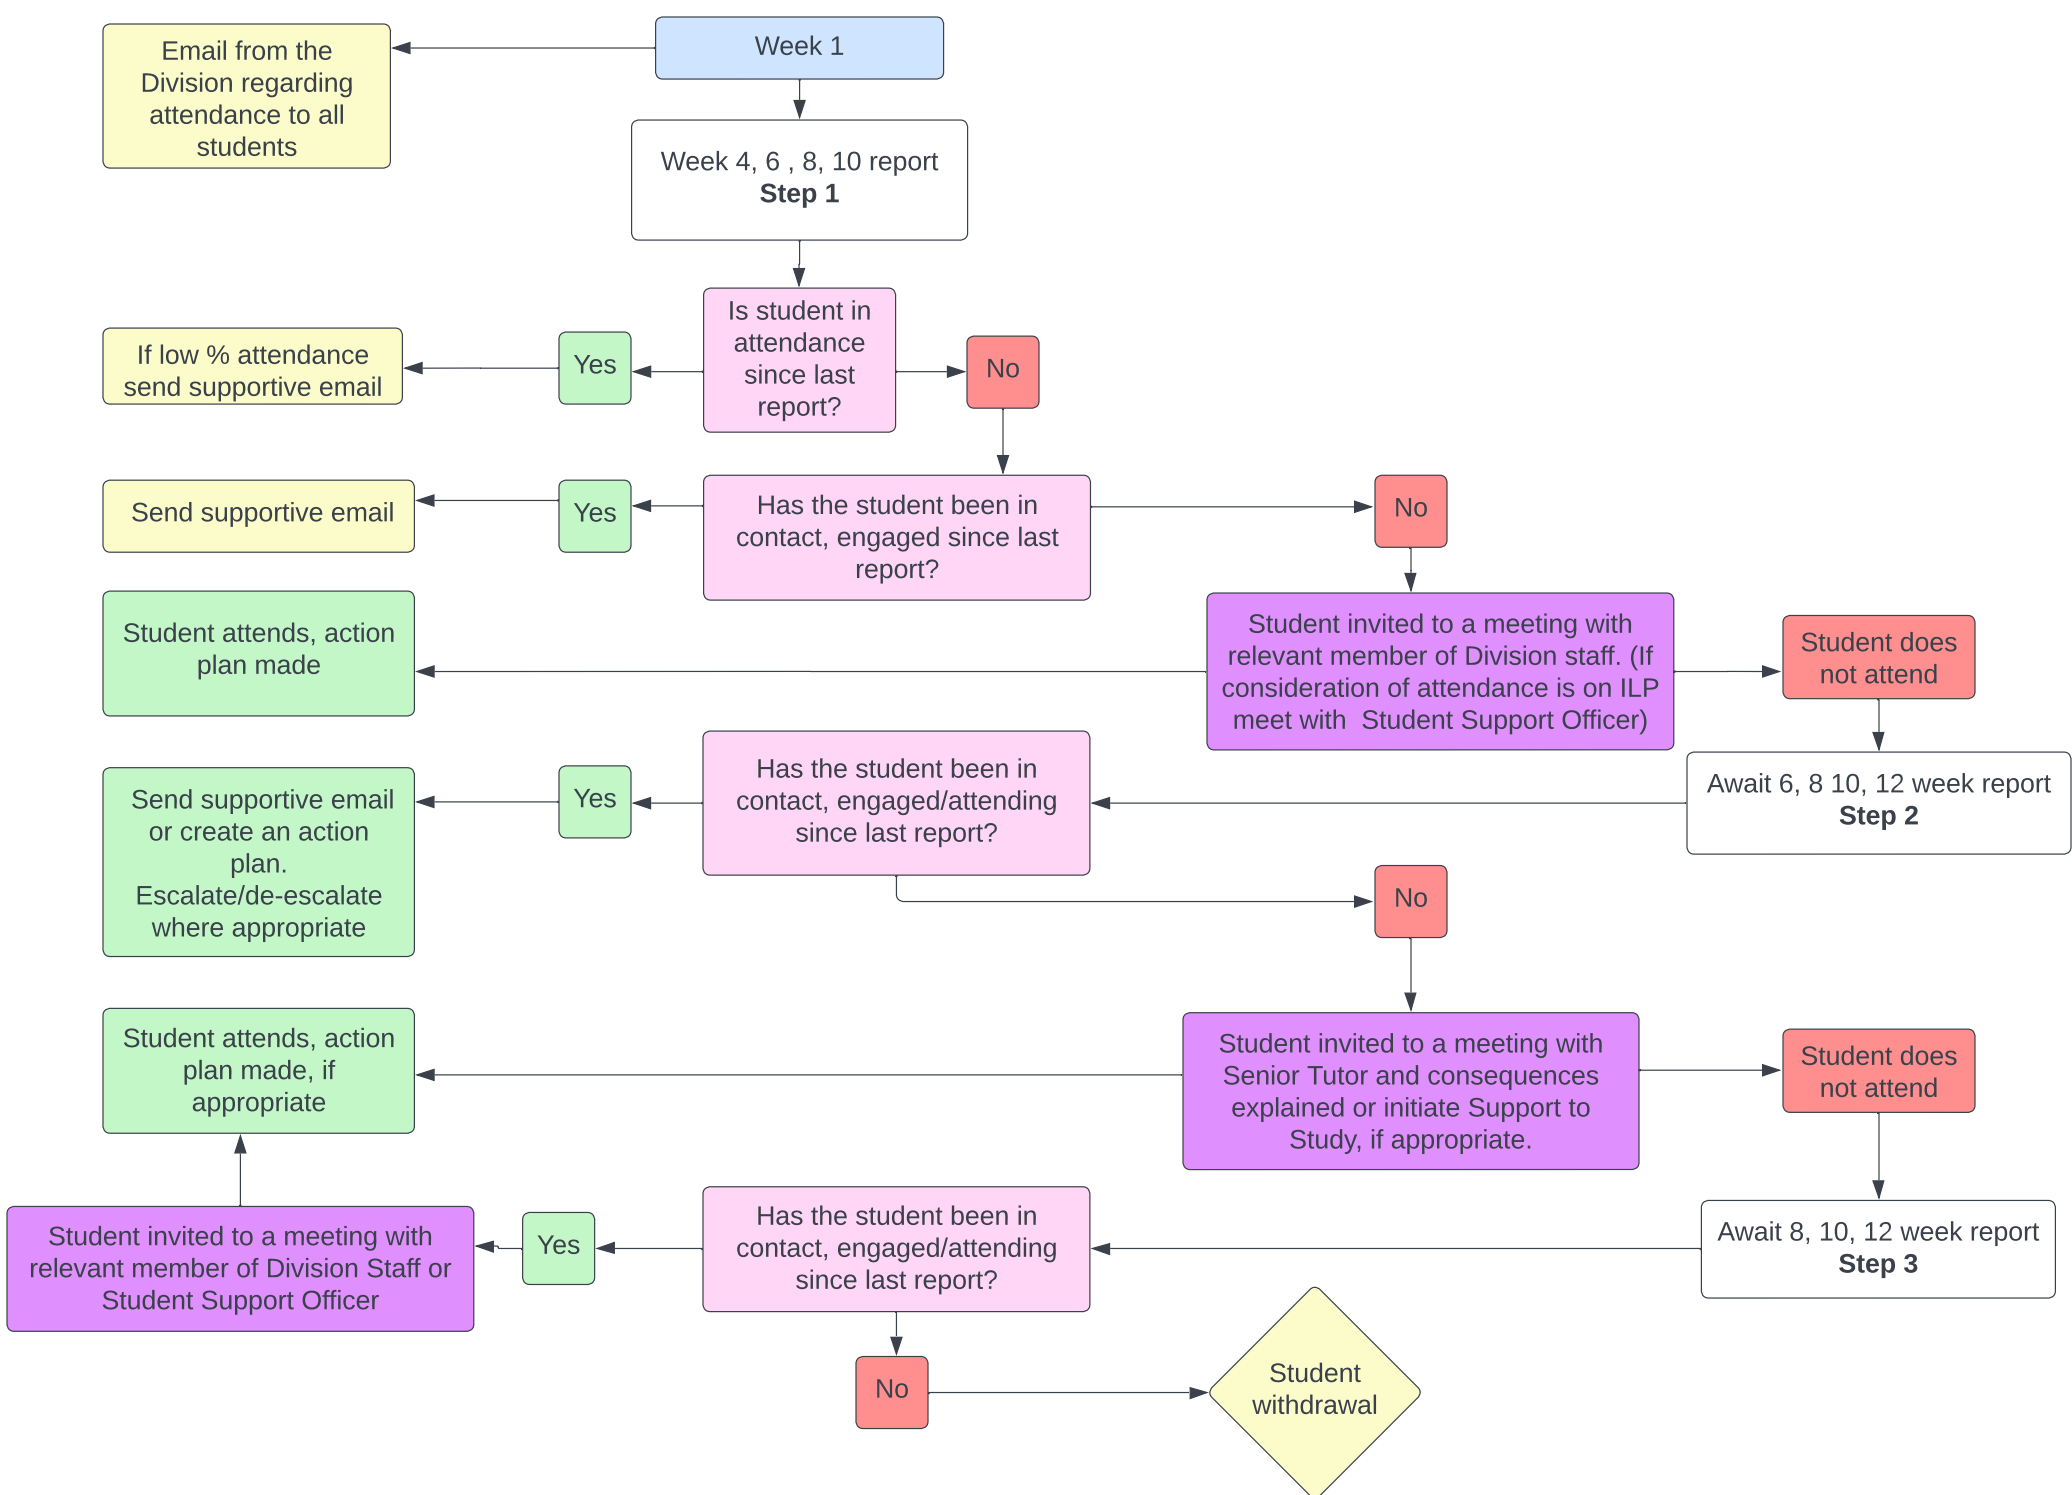 Email from the
Division regarding
attendance to all
students
Week 1
Week 4, 6 , 8, 10 report
Step 1
If low % attendance
send supportive email
Yes
Is student in
attendance
since last
report?
No
Send supportive email
Yes
Has the student been in
contact, engaged since last
report?
No
Student attends, action
plan made
Student invited to a meeting with
relevant member of Division staff. (If
consideration of attendance is on ILP
meet with  Student Support Officer)
Student does
not attend
Send supportive email
or create an action
plan.
Escalate/de-escalate
where appropriate
Yes
Has the student been in
contact, engaged/attending
since last report?
Await 6, 8 10, 12 week report
Step 2
No
Student attends, action
plan made, if
appropriate
Student invited to a meeting with
Senior Tutor and consequences
explained or initiate Support to
Study, if appropriate.
Student does
not attend
Student invited to a meeting with
relevant member of Division Staff or
Student Support Officer
Yes
Has the student been in
contact, engaged/attending
since last report?
Await 8, 10, 12 week report
Step 3
No
Student
withdrawal